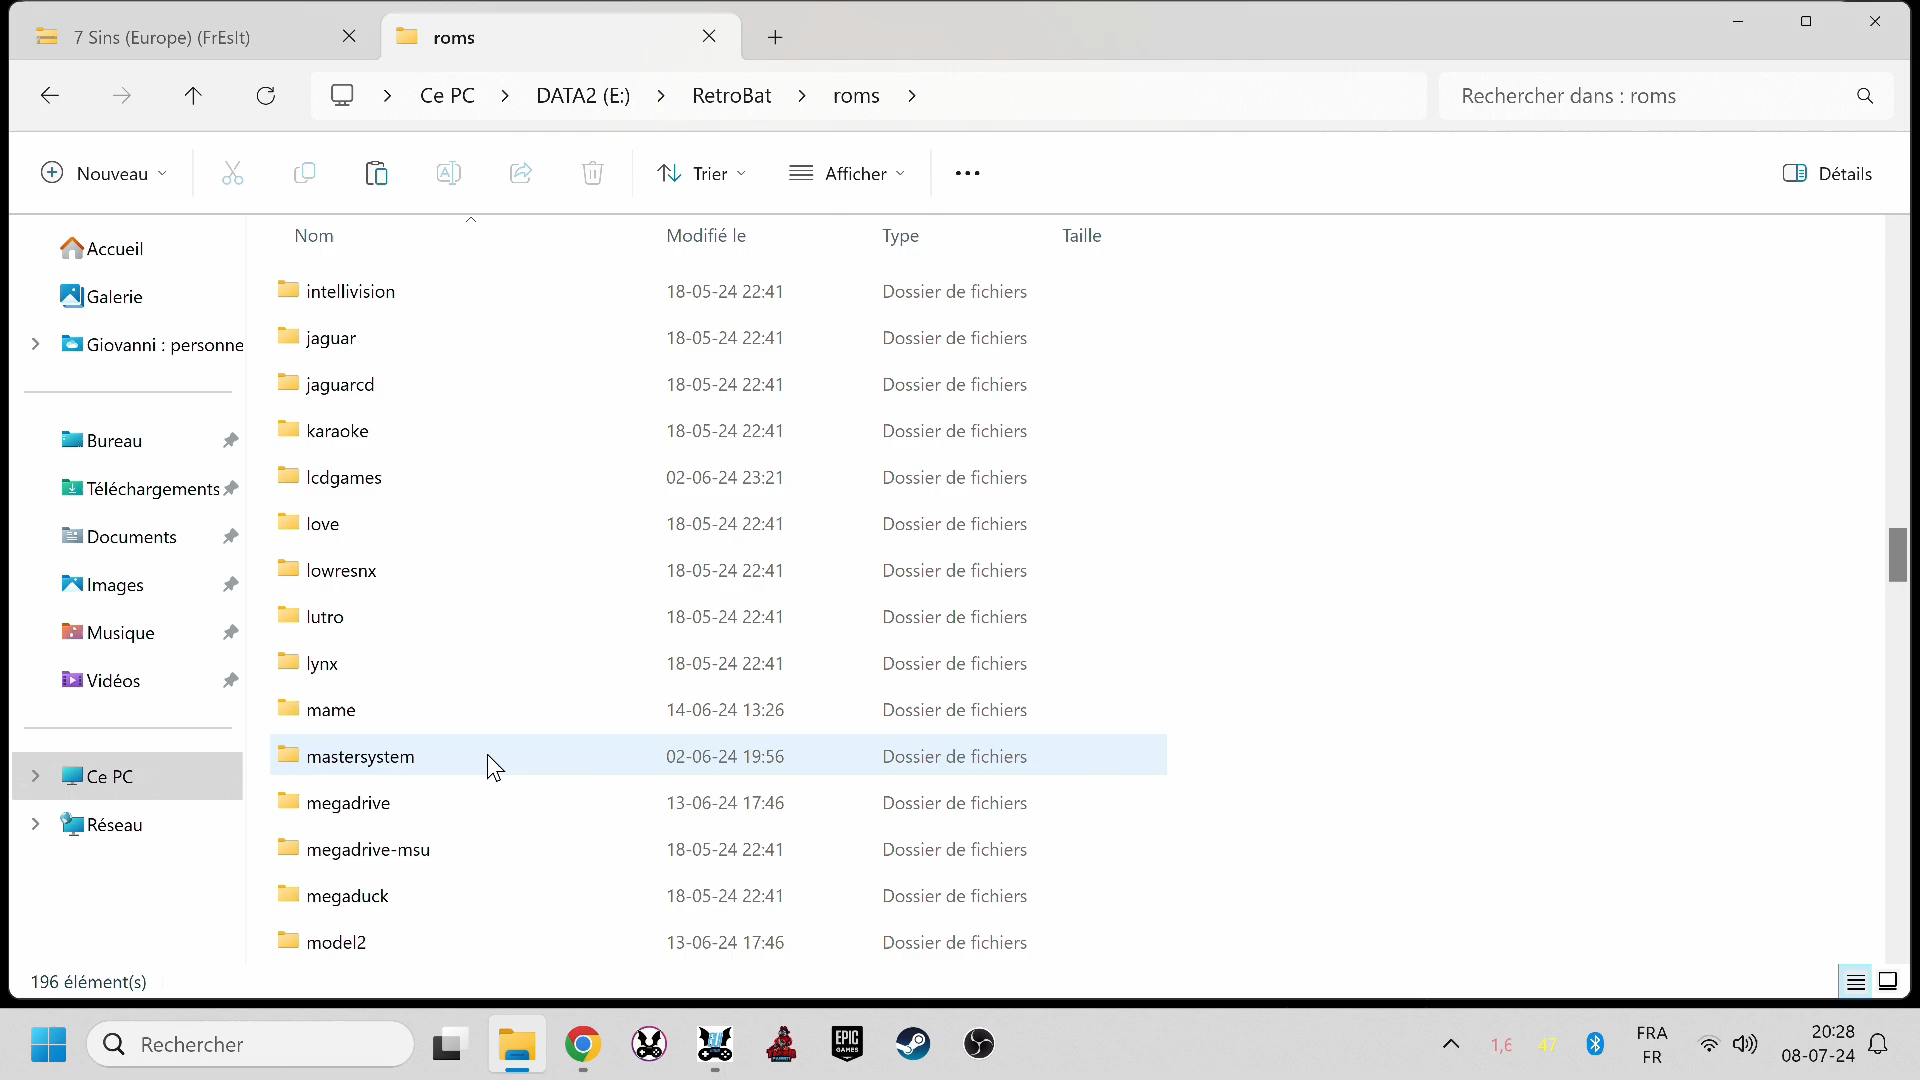 7 Sins (Europe) (FrEsIt)
roms
Ce PC
DATA2 (E:)
RetroBat
roms
Rechercher dans : roms
Nouveau
Trier
Afficher
Détails
Nom
Modifié le
Type
Taille
Accueil
Galerie
Giovanni : personne
Bureau
Téléchargements
Documents
Images
Musique
Vidéos
Ce PC
Réseau
intellivision 18-05-24 22:41 Dossier de fichiers
jaguar 18-05-24 22:41 Dossier de fichiers
jaguarcd 18-05-24 22:41 Dossier de fichiers
karaoke 18-05-24 22:41 Dossier de fichiers
lcdgames 02-06-24 23:21 Dossier de fichiers
love 18-05-24 22:41 Dossier de fichiers
lowresnx 18-05-24 22:41 Dossier de fichiers
lutro 18-05-24 22:41 Dossier de fichiers
lynx 18-05-24 22:41 Dossier de fichiers
mame 14-06-24 13:26 Dossier de fichiers
mastersystem 02-06-24 19:56 Dossier de fichiers
megadrive 13-06-24 17:46 Dossier de fichiers
megadrive-msu 18-05-24 22:41 Dossier de fichiers
megaduck 18-05-24 22:41 Dossier de fichiers
model2 13-06-24 17:46 Dossier de fichiers
196 élément(s)
Rechercher
EPIC
GAMES
1,6
47
FRA
FR
20:28
08-07-24